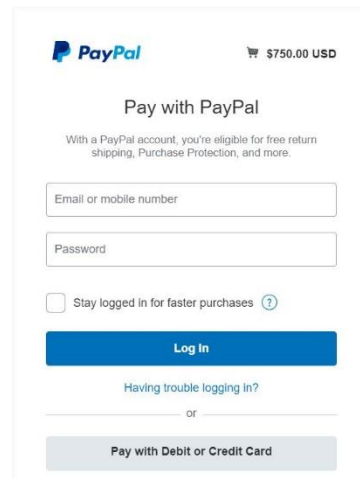 PayPal
$750.00 USD
Pay with PayPal
With a PayPal account, you're eligible for free return
shipping, Purchase Protection, and more.
Email or mobile number
Password
Stay logged in for faster purchases ?
Log In
Having trouble logging in?
or
Pay with Debit or Credit Card